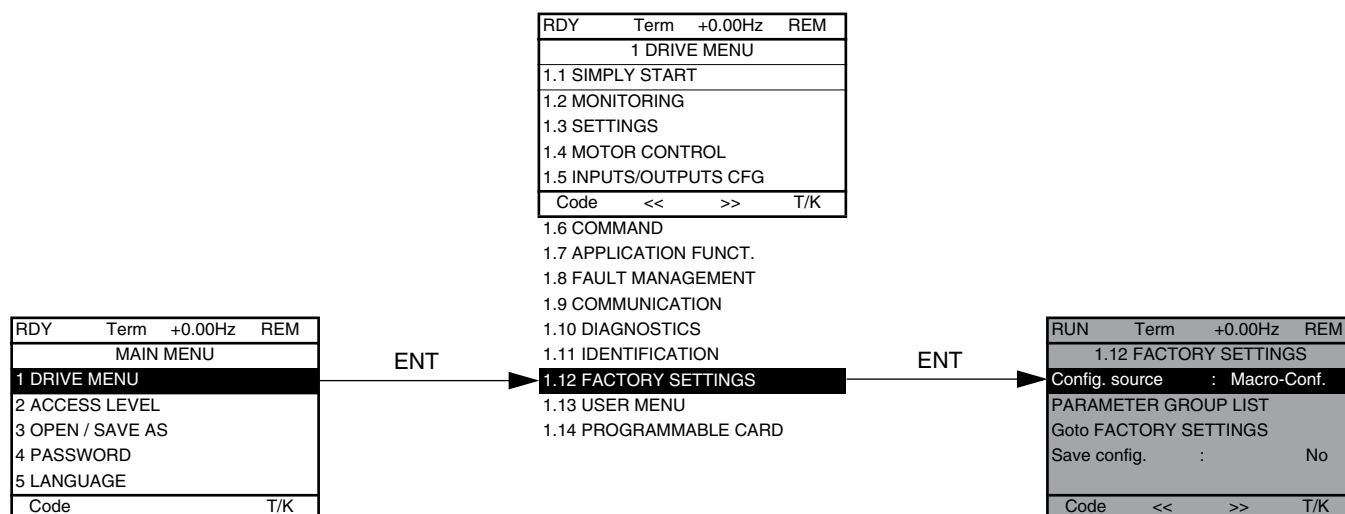 RDY Term +0.00Hz REM
MAIN MENU
1 DRIVE MENU
2 ACCESS LEVEL
3 OPEN / SAVE AS
4 PASSWORD
5 LANGUAGE
Code T/K
ENT
RDY Term +0.00Hz REM
1 DRIVE MENU
1.1 SIMPLY START
1.2 MONITORING
1.3 SETTINGS
1.4 MOTOR CONTROL
1.5 INPUTS/OUTPUTS CFG
Code << >> T/K
1.6 COMMAND
1.7 APPLICATION FUNCT.
1.8 FAULT MANAGEMENT
1.9 COMMUNICATION
1.10 DIAGNOSTICS
1.11 IDENTIFICATION
1.12 FACTORY SETTINGS
1.13 USER MENU
1.14 PROGRAMMABLE CARD
ENT
RUN Term +0.00Hz REM
1.12 FACTORY SETTINGS
Config. source : Macro-Conf.
PARAMETER GROUP LIST
Goto FACTORY SETTINGS
Save config. : No
Code << >> T/K